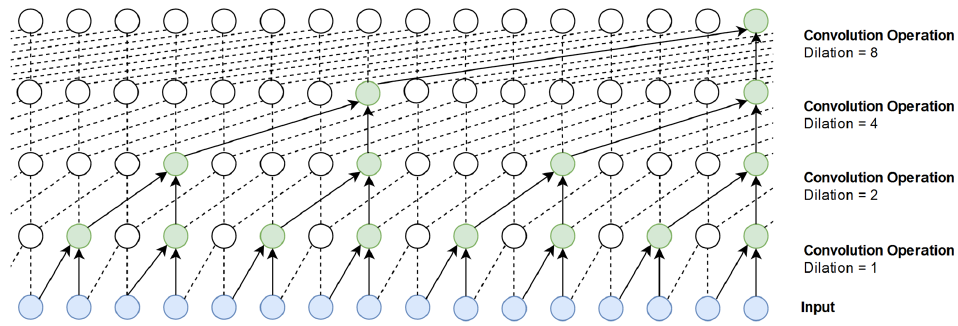 Convolution Operation
Dilation = 8
Convolution Operation
Dilation = 4
Convolution Operation
Dilation = 2
Convolution Operation
Dilation = 1
Input